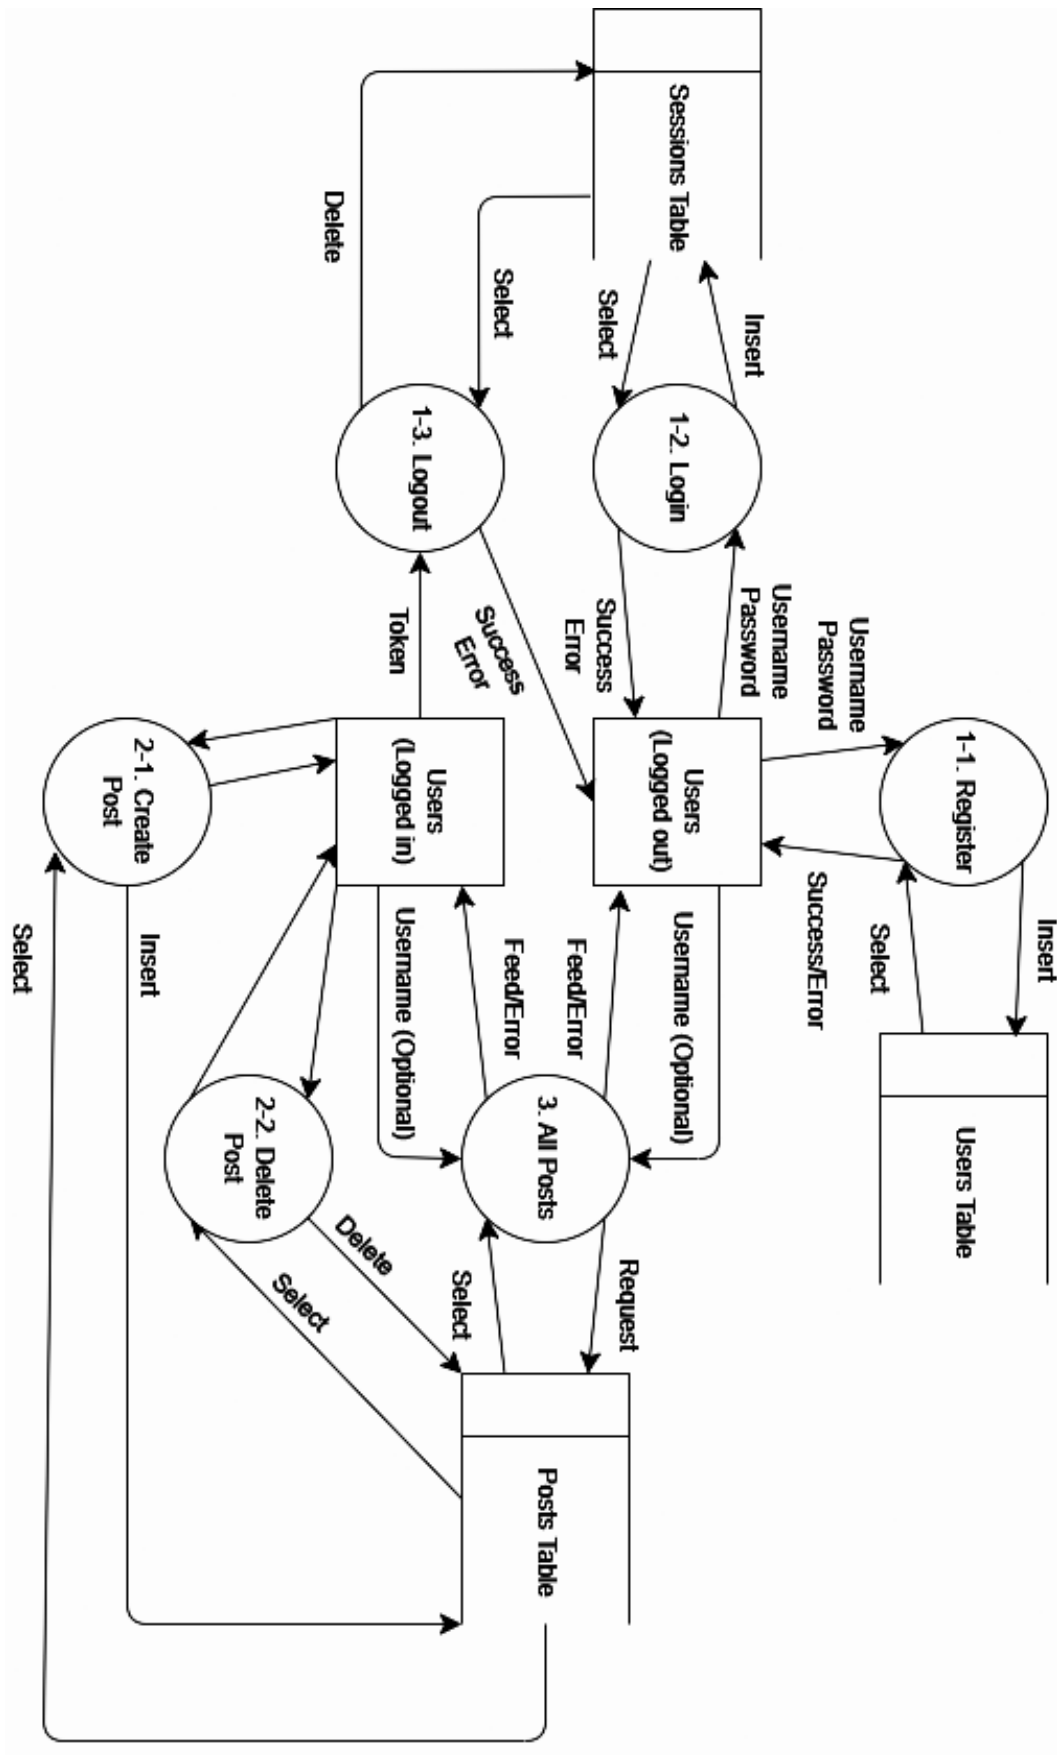 Insert
1-1. Register
Users Table
Select
Success/Error
Username
Password
Username
Password
Insert
Sessions Table
1-2. Login
Users
(Logged out)
Username (Optional)
Select
Success
Error
Feed/Error
Request
3. All Posts
Posts Table
Select
Success
Error
Feed/Error
Select
1-3. Logout
Users
(Logged in)
Username (Optional)
Token
Delete
Delete
Select
2-2. Delete
Post
2-1. Create
Post
Insert
Select